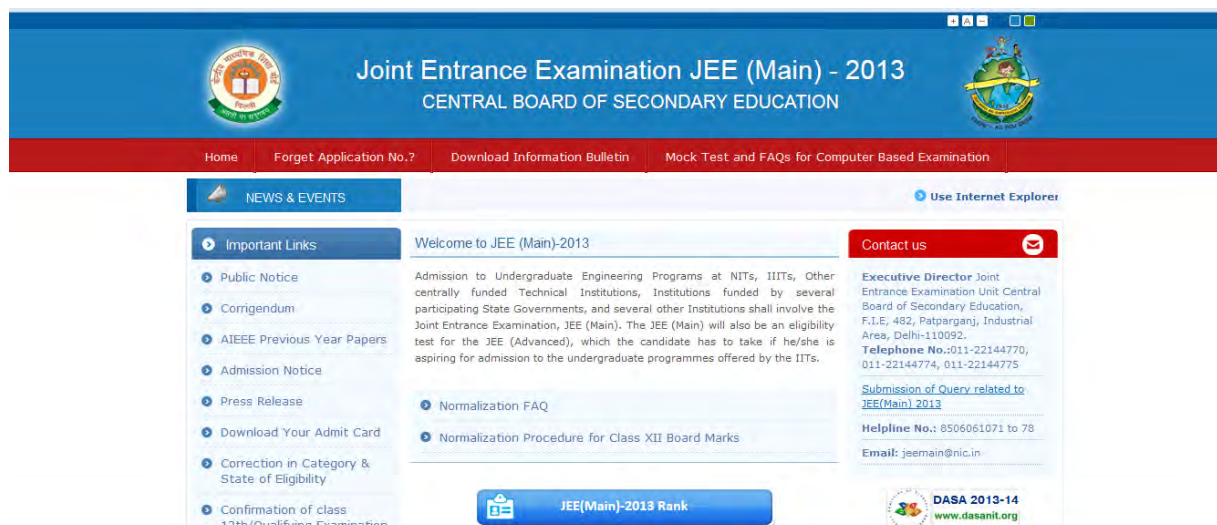 + A -
Joint Entrance Examination JEE (Main) - 2013
CENTRAL BOARD OF SECONDARY EDUCATION
Home
Forget Application No.?
Download Information Bulletin
Mock Test and FAQs for Computer Based Examination
NEWS & EVENTS
Use Internet Explorer
Important Links
Public Notice
Corrigendum
AIEEE Previous Year Papers
Admission Notice
Press Release
Download Your Admit Card
Correction in Category &
State of Eligibility
Confirmation of class
12th/Qualifying Examination
Welcome to JEE (Main)-2013
Admission to Undergraduate Engineering Programs at NITs, IIITs, Other
centrally funded Technical Institutions, Institutions funded by several
participating State Governments, and several other Institutions shall involve the
Joint Entrance Examination, JEE (Main). The JEE (Main) will also be an eligibility
test for the JEE (Advanced), which the candidate has to take if he/she is
aspiring for admission to the undergraduate programmes offered by the IITs.
Normalization FAQ
Normalization Procedure for Class XII Board Marks
JEE(Main)-2013 Rank
Contact us
Executive Director Joint
Entrance Examination Unit Central
Board of Secondary Education,
F.I.E, 482, Patparganj, Industrial
Area, Delhi-110092.
Telephone No.:011-22144770,
011-22144774, 011-22144775
Submission of Query related to
JEE(Main) 2013
Helpline No.: 8506061071 to 78
Email: jeemain@nic.in
DASA 2013-14
www.dasanit.org